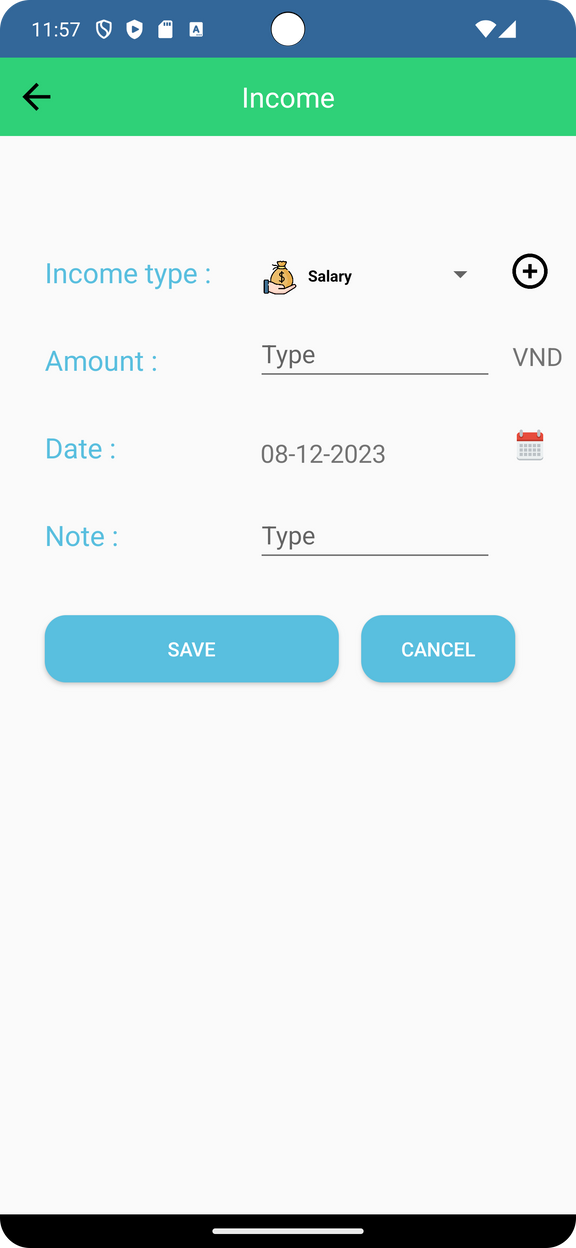 11:57
Income
Income type :
Salary
Amount :
Type
VND
Date :
08-12-2023
Note :
Type
SAVE
CANCEL